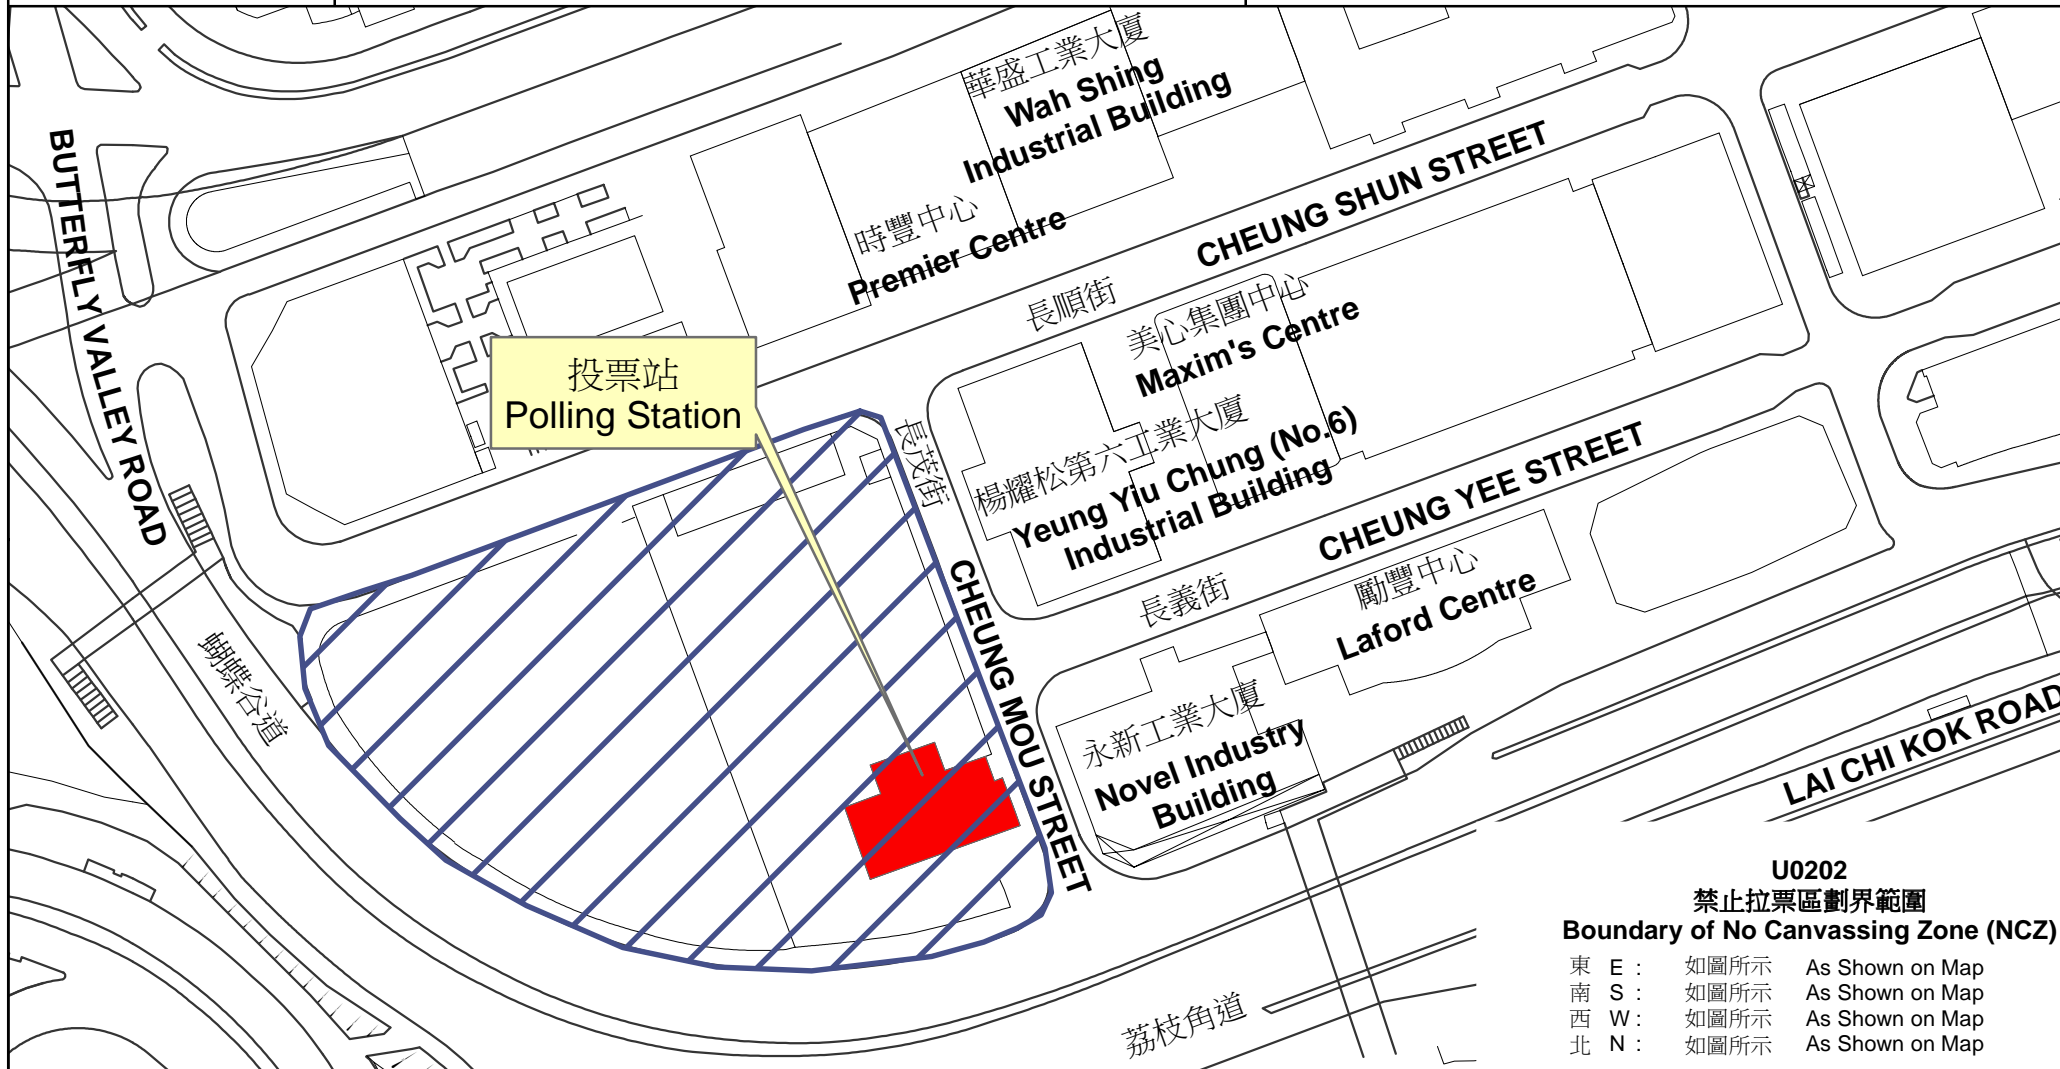 華盛工業大廈
Wah Shing
Industrial Building
時豐中心
Premier Centre
CHEUNG SHUN STREET
長順街
BUTTERFLY VALLEY ROAD
蝴蝶谷道
美心集團中心
Maxim's Centre
投票站
Polling Station
長茂街
CHEUNG MOU STREET
楊耀松第六工業大廈
Yeung Yiu Chung (No.6)
Industrial Building
CHEUNG YEE STREET
長義街
勵豐中心
Laford Centre
永新工業大廈
Novel Industry
Building
LAI CHI KOK ROAD
荔枝角道
U0202
禁止拉票區劃界範圍
Boundary of No Canvassing Zone (NCZ)
東 E : 如圖所示 As Shown on Map
南 S : 如圖所示 As Shown on Map
西 W : 如圖所示 As Shown on Map
北 N : 如圖所示 As Shown on Map